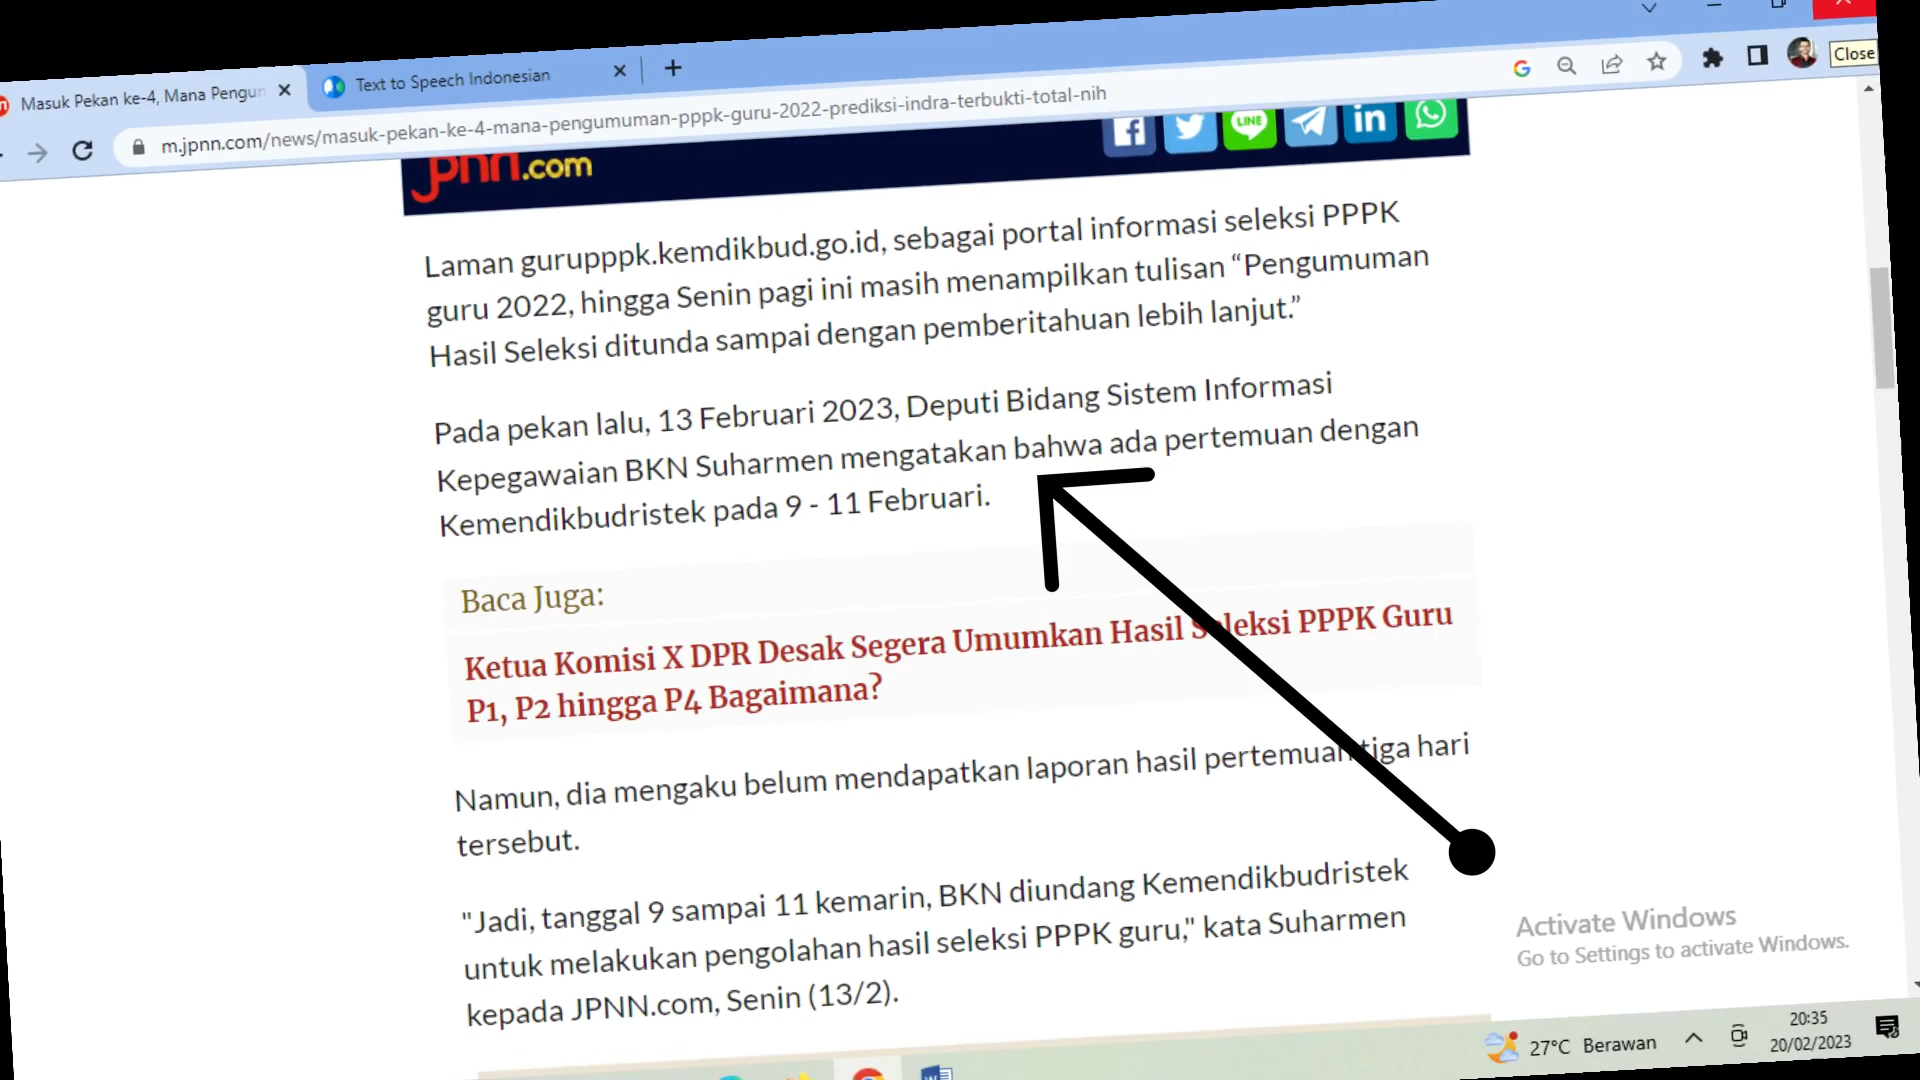 Masuk Pekan ke-4, Mana Pengun
Text to Speech Indonesian
Close
m.jpnn.com/news/masuk-pekan-ke-4-mana-pengumuman-pppk-guru-2022-prediksi-indra-terbukti-total-nih
jpnn.com
LINE
in
Laman gurupppk.kemdikbud.go.id, sebagai portal informasi seleksi PPPK
guru 2022, hingga Senin pagi ini masih menampilkan tulisan “Pengumuman
Hasil Seleksi ditunda sampai dengan pemberitahuan lebih lanjut.”
Pada pekan lalu, 13 Februari 2023, Deputi Bidang Sistem Informasi
Kepegawaian BKN Suharmen mengatakan bahwa ada pertemuan dengan
Kemendikbudristek pada 9 - 11 Februari.
Baca Juga:
Ketua Komisi X DPR Desak Segera Umumkan Hasil Seleksi PPPK Guru
P1, P2 hingga P4 Bagaimana?
Namun, dia mengaku belum mendapatkan laporan hasil pertemuan tiga hari
tersebut.
"Jadi, tanggal 9 sampai 11 kemarin, BKN diundang Kemendikbudristek
untuk melakukan pengolahan hasil seleksi PPPK guru," kata Suharmen
kepada JPNN.com, Senin (13/2).
Activate Windows
Go to Settings to activate Windows.
27°C Berawan
20:35
20/02/2023